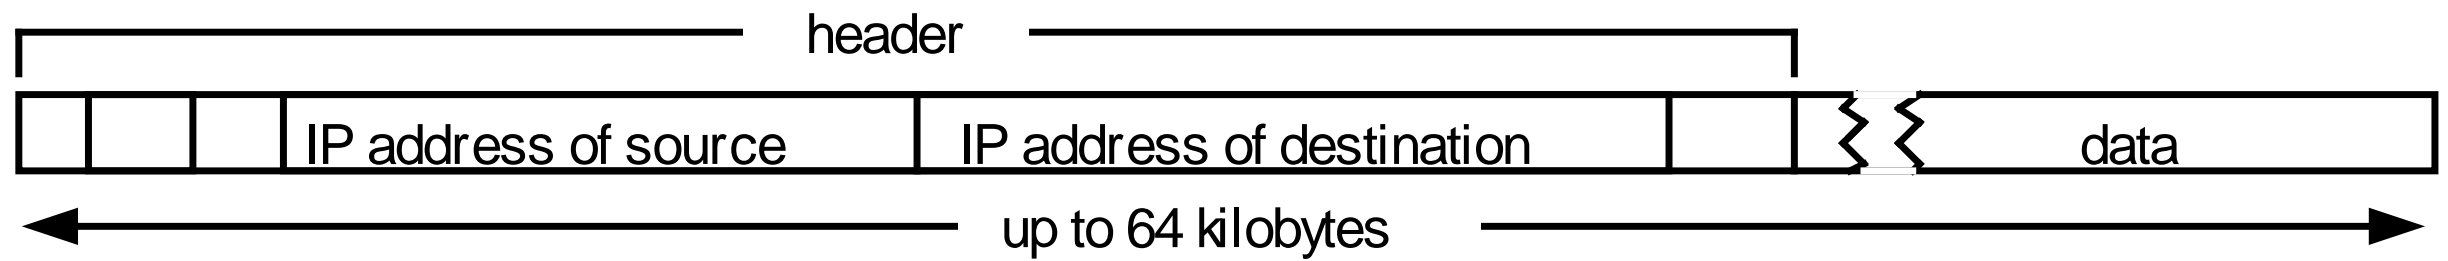 header
IP address of source IP address of destination data
up to 64 kilobytes